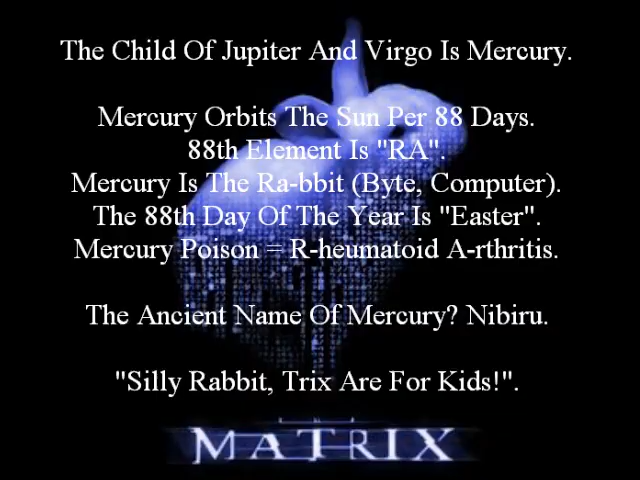 The Child Of Jupiter And Virgo Is Mercury.
Mercury Orbits The Sun Per 88 Days.
88th Element Is "RA".
Mercury Is The Ra-bbit (Byte, Computer).
The 88th Day Of The Year Is "Easter".
Mercury Poison = R-heumatoid A-rthritis.
The Ancient Name Of Mercury? Nibiru.
"Silly Rabbit, Trix Are For Kids!".
THE
MATRIX